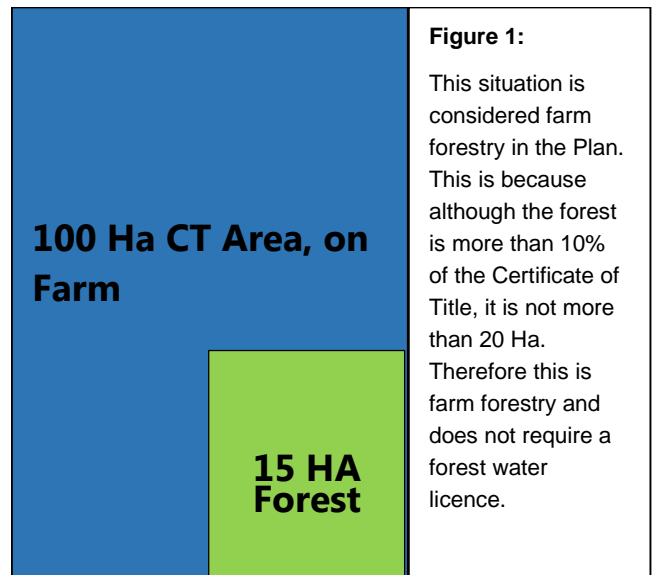 100 Ha CT Area, on
Farm
15 HA
Forest
Figure 1:
This situation is
considered farm
forestry in the Plan.
This is because
although the forest
is more than 10%
of the Certificate of
Title, it is not more
than 20 Ha.
Therefore this is
farm forestry and
does not require a
forest water
licence.